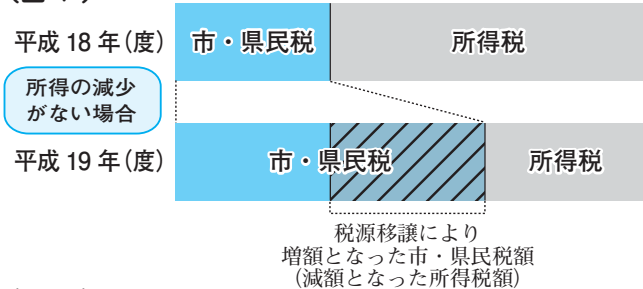 平成 18 年(度)
市・県民税
所得税
所得の減少
がない場合
平成 19 年(度)
市・県民税
所得税
税源移譲により
増額となった市・県民税額
(減額となった所得税額)